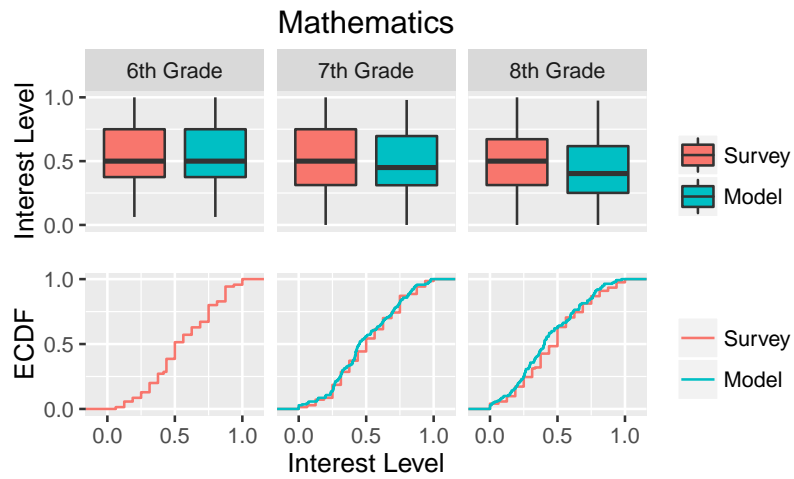 Mathematics
6th Grade 7th Grade 8th Grade
Interest Level
1.0
0.5
0.0
Survey
Model
ECDF
1.0
0.5
0.0
Survey
Model
0.0 0.5 1.0 0.0 0.5 1.0 0.0 0.5 1.0
Interest Level